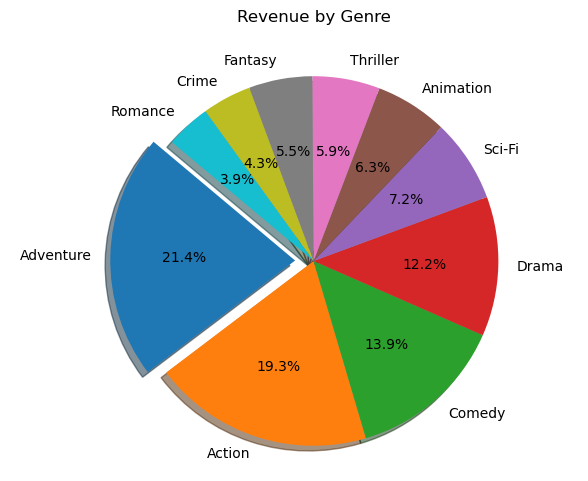 Revenue by Genre
Adventure
21.4%
Action
19.3%
Comedy
13.9%
Drama
12.2%
Sci-Fi
7.2%
Animation
6.3%
Thriller
5.9%
Fantasy
5.5%
Crime
4.3%
Romance
3.9%